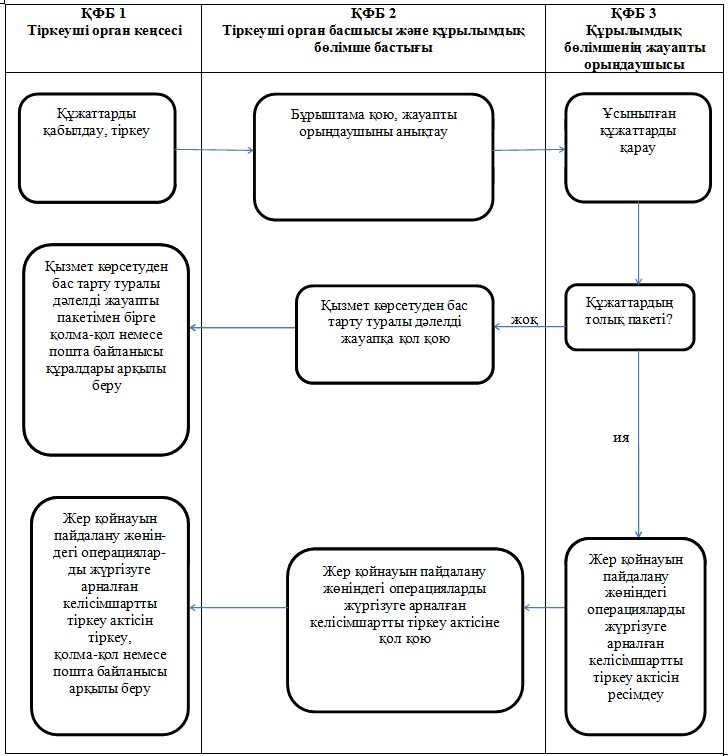 ҚФБ 1
Тіркеуші орган кеңсесі
ҚФБ 2
Тіркеуші орган басшысы және құрылымдық
бөлімше бастығы
ҚФБ 3
Құрылымдық
бөлімшенің жауапты
орындаушысы
Құжаттарды
қабылдау, тіркеу
Бұрыштама қою, жауапты
орындаушыны анықтау
Ұсынылған
құжаттарды
қарау
Қызмет көрсетуден
бас тарту туралы
дәлелді жауапты
пакетімен бірге
қолма-қол немесе
пошта байланысы
құралдары арқылы
беру
Қызмет көрсетуден бас
тарту туралы дәлелді
жауапқа қол қою
жоқ
Құжаттардың
толық пакеті?
ия
Жер қойнауын
пайдалану жөнін-
дегі операциялар-
ды жүргізуге
арналған
келісімшартты
тіркеу актісін
тіркеу,
қолма-қол немесе
пошта байланысы
арқылы беру
Жер қойнауын пайдалану
жөніндегі операцияларды
жүргізуге арналған
келісімшартты тіркеу актісіне
қол қою
Жер қойнауын
пайдалану
жөніндегі
операцияларды
жүргізуге
арналған
келісімшартты
тіркеу актісін
ресімдеу